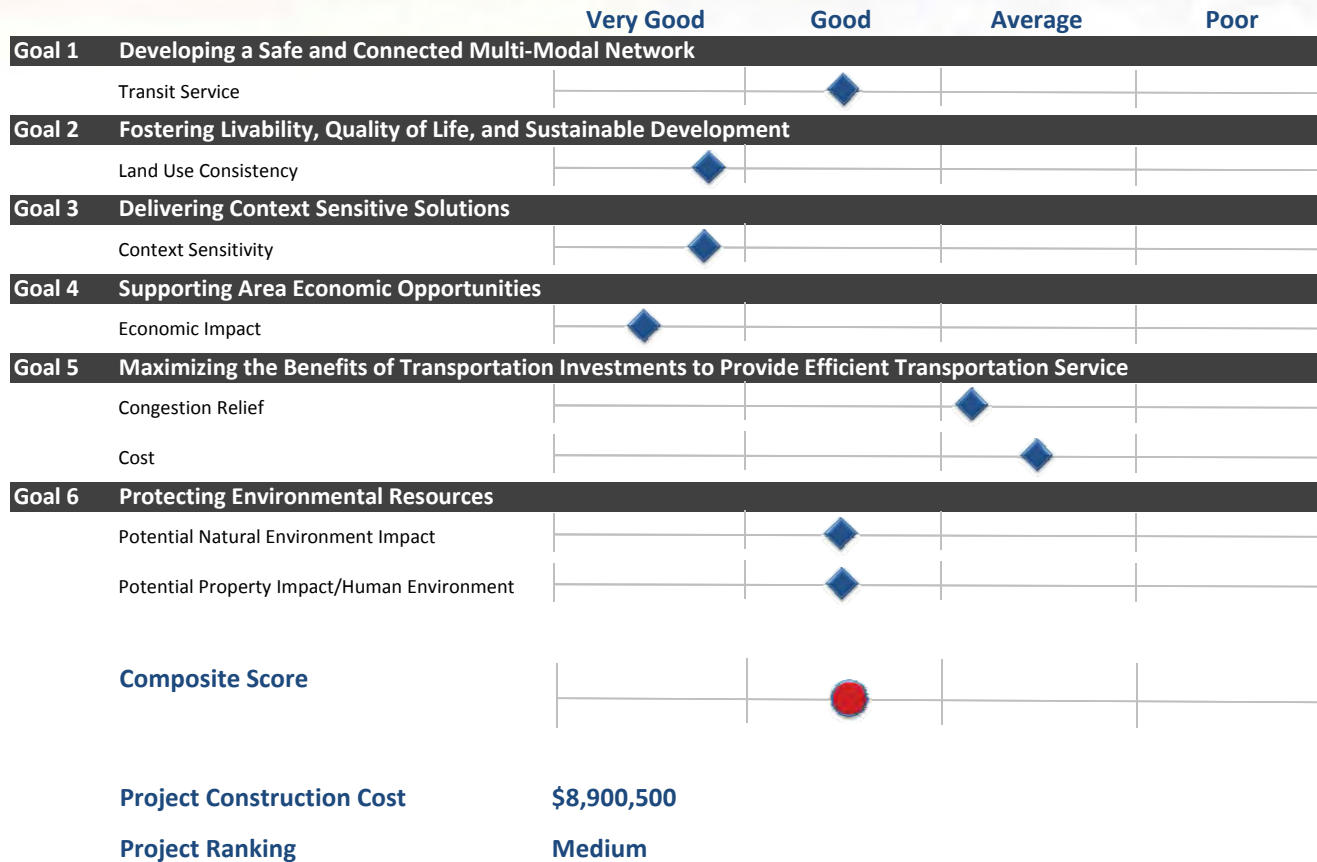 Very Good Good Average Poor
Goal 1 Developing a Safe and Connected Multi-Modal Network
Transit Service
Goal 2 Fostering Livability, Quality of Life, and Sustainable Development
Land Use Consistency
Goal 3 Delivering Context Sensitive Solutions
Context Sensitivity
Goal 4 Supporting Area Economic Opportunities
Economic Impact
Goal 5 Maximizing the Benefits of Transportation Investments to Provide Efficient Transportation Service
Congestion Relief
Cost
Goal 6 Protecting Environmental Resources
Potential Natural Environment Impact
Potential Property Impact/Human Environment
Composite Score
Project Construction Cost $8,900,500
Project Ranking Medium